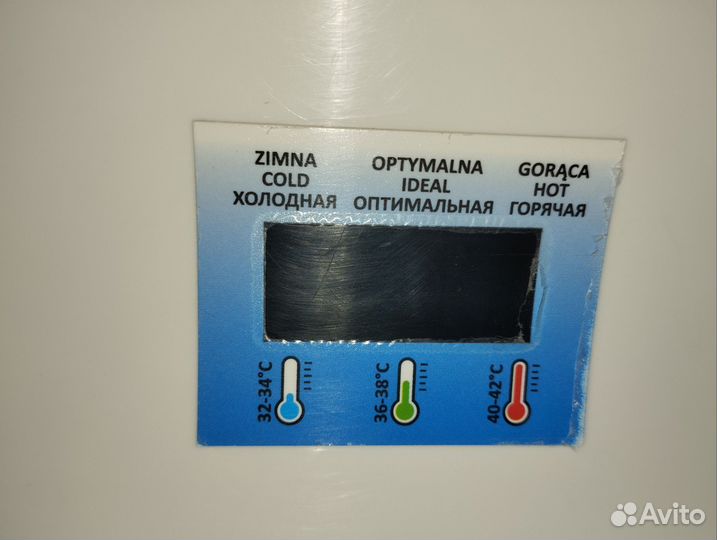 ZIMNA
COLD
ХОЛОДНАЯ
OPTYMALNA
IDEAL
ОПТИМАЛЬНАЯ
GORĄCA
HOT
ГОРЯЧАЯ
32-34°C
36-38°C
40-42°C
Avito